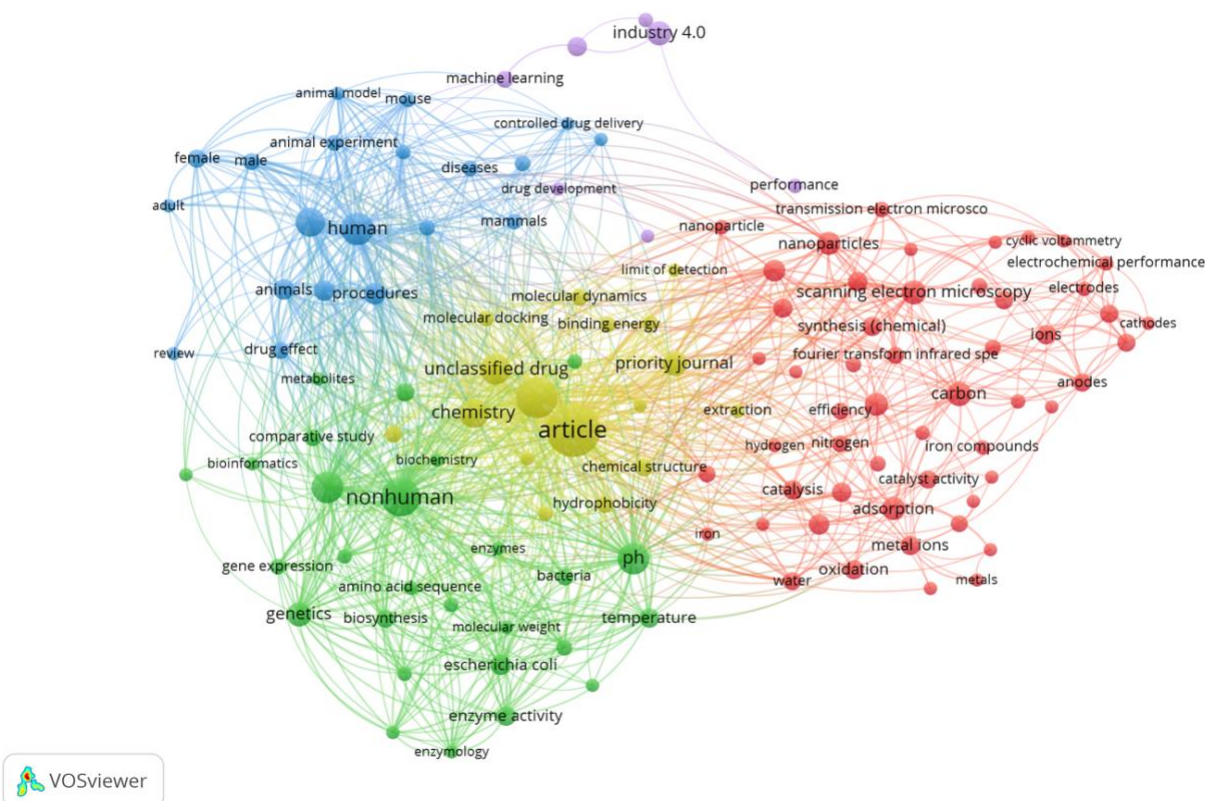 industry 4.0
machine learning
animal model
mouse
controlled drug delivery
animal experiment
female
male
diseases
drug development
performance
adult
transmission electron microsco
mammals
human
nanoparticle
nanoparticles
cyclic voltammetry
limit of detection
electrochemical performance
animals
procedures
molecular dynamics
scanning electron microscopy
electrodes
molecular docking
binding energy
synthesis (chemical)
cathodes
ions
review
drug effect
unclassified drug
priority journal
fourier transform infrared spe
metabolites
anodes
carbon
chemistry
extraction
efficiency
article
comparative study
hydrogen
nitrogen
iron compounds
bioinformatics
biochemistry
chemical structure
catalyst activity
nonhuman
catalysis
hydrophobicity
adsorption
iron
enzymes
metal ions
ph
gene expression
bacteria
oxidation
water
metals
amino acid sequence
genetics
biosynthesis
temperature
molecular weight
escherichia coli
enzyme activity
enzymology
VOSviewer